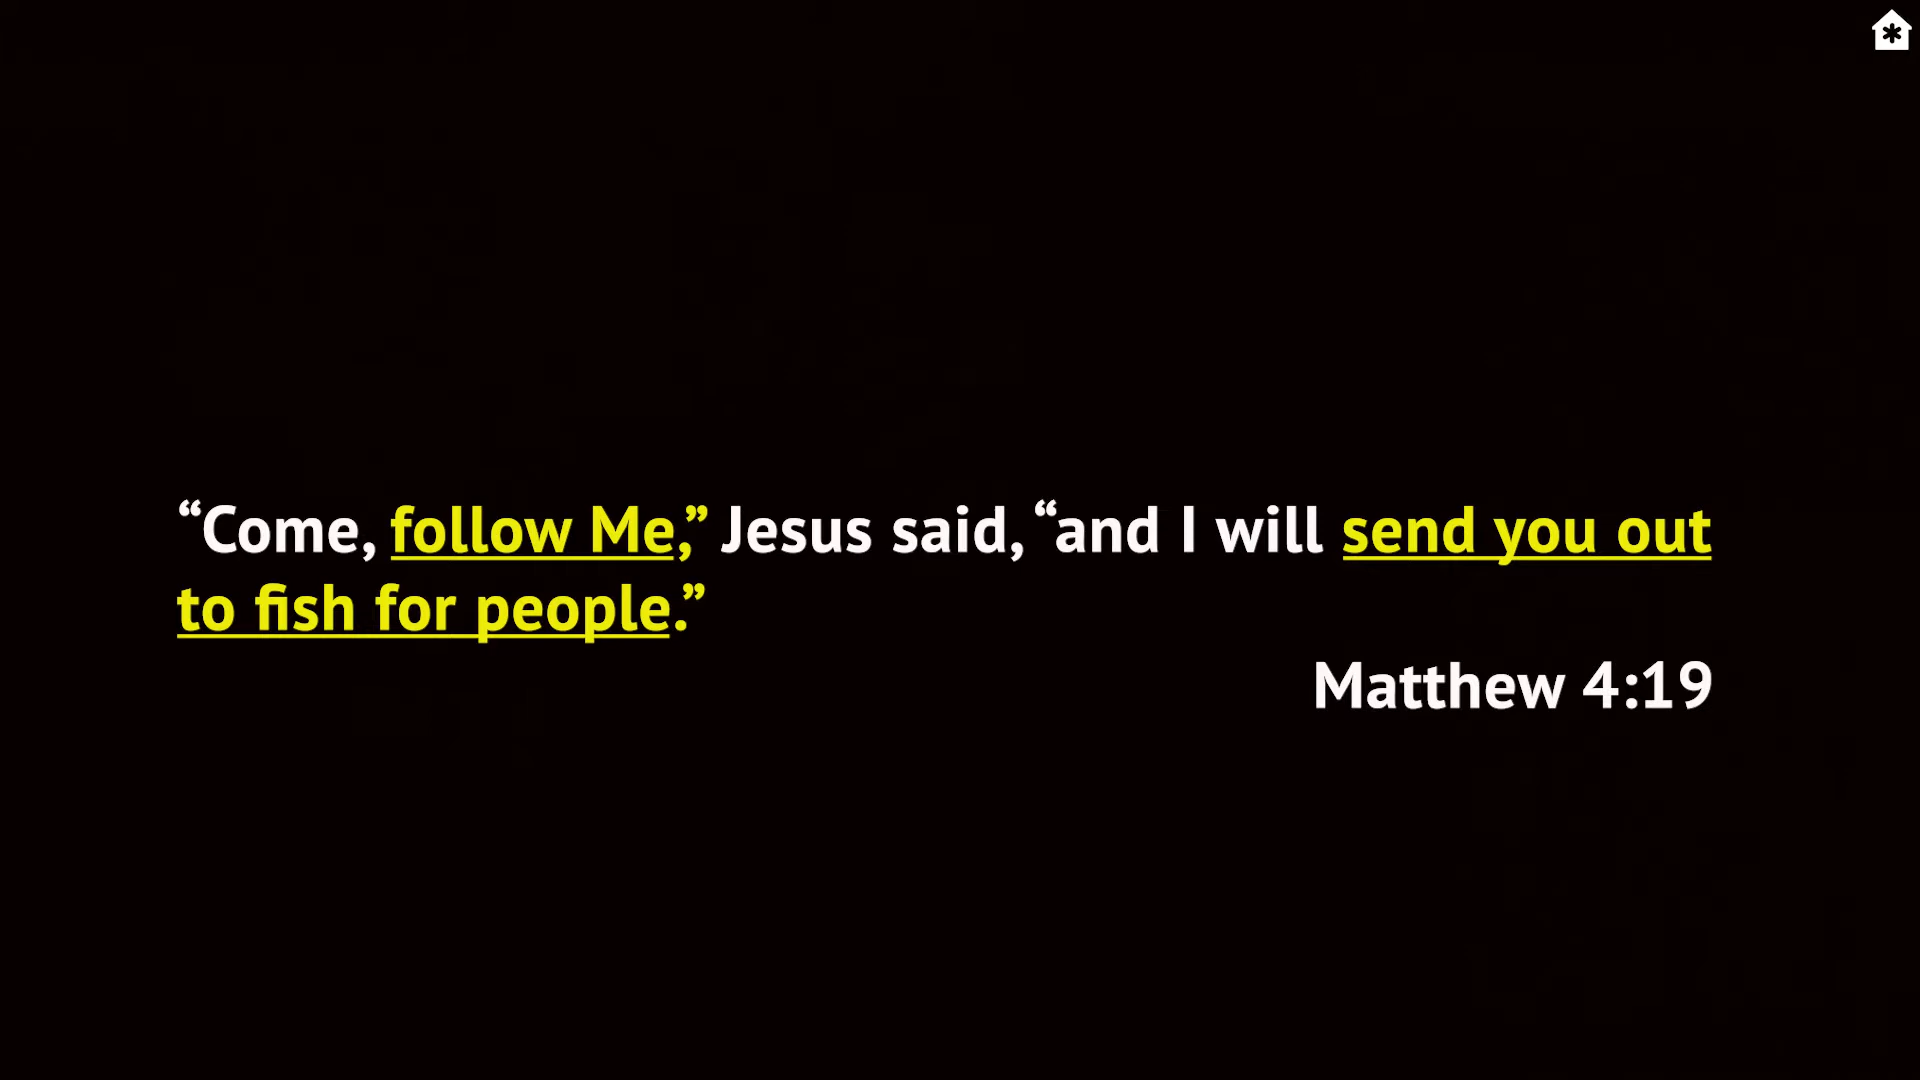 “Come, follow Me,” Jesus said, “and I will send you out
to fish for people.”
Matthew 4:19